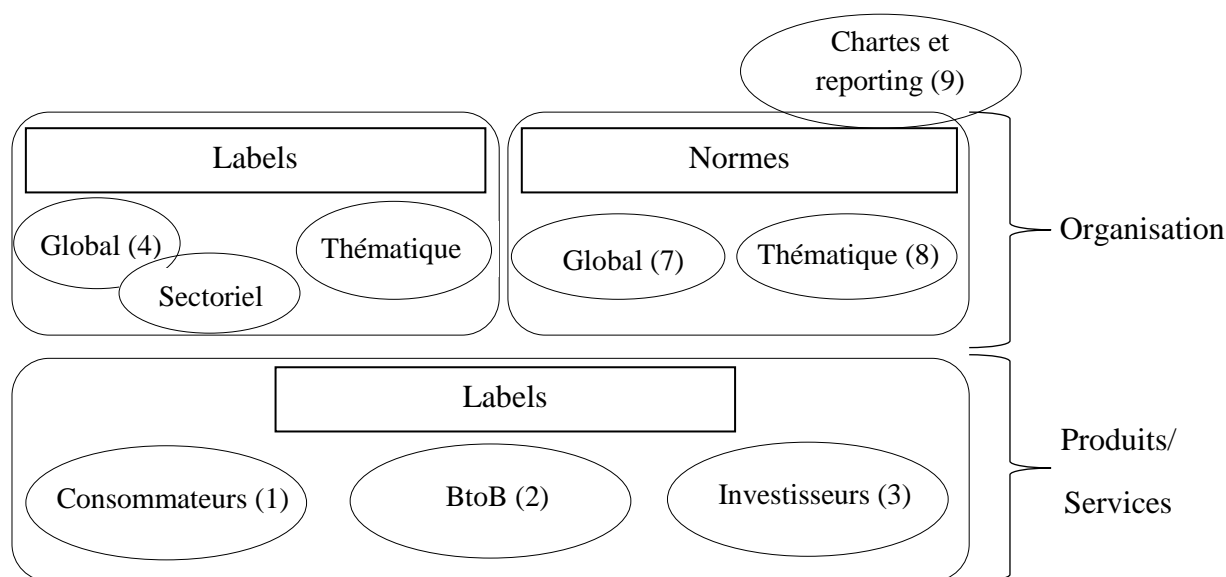 Chartes et
reporting (9)
Labels
Normes
Global (4)
Thématique
Sectoriel
Global (7)
Thématique (8)
Organisation
Labels
Consommateurs (1)
BtoB (2)
Investisseurs (3)
Produits/
Services